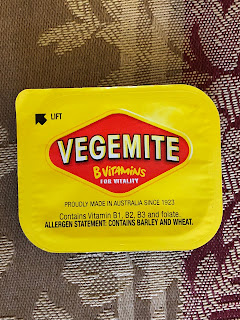 LIFT
VEGEMITE
B VITAMINS
FOR VITALITY
PROUDLY MADE IN AUSTRALIA SINCE 1923
Contains Vitamin B1, B2, B3 and folate.
ALLERGEN STATEMENT: CONTAINS BARLEY AND WHEAT.